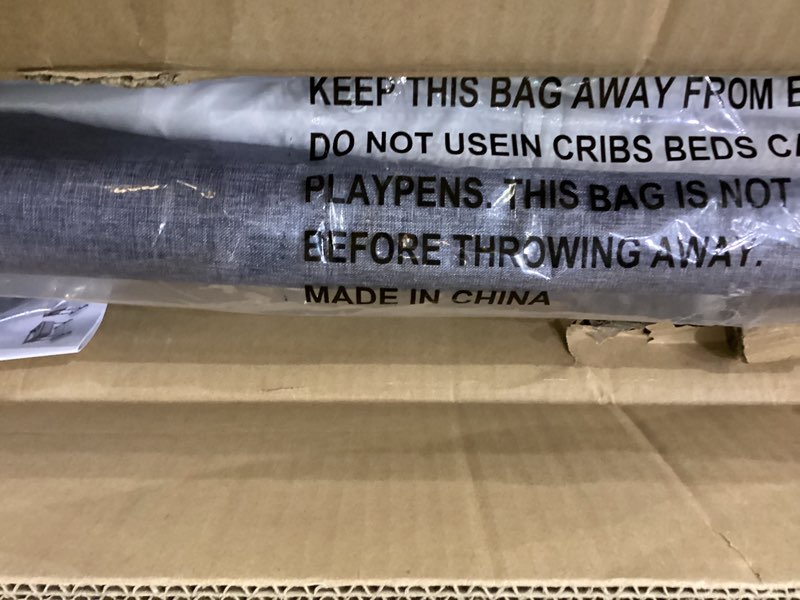 KEEP THIS BAG AWAY FROM
DO NOT USEIN CRIBS BEDS
PLAYPENS. THIS BAG IS NOT
BEFORE THROWING AWAY.
MADE IN CHINA